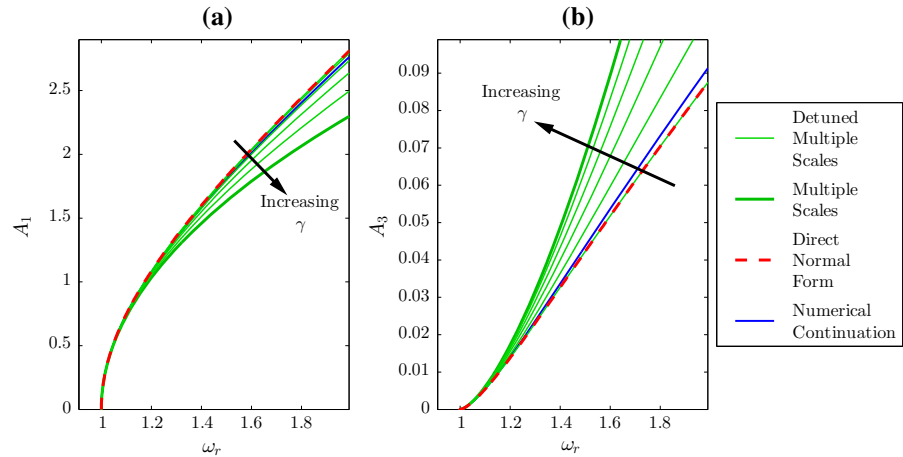 (a)
(b)
2.5
2
1.5
1
0.5
0
A₁
1
1.2
1.4
1.6
1.8
ωᵣ
Increasing
γ
0.09
0.08
0.07
0.06
0.05
0.04
0.03
0.02
0.01
0
A₃
1
1.2
1.4
1.6
1.8
ωᵣ
Increasing
γ
Detuned
Multiple
Scales
Multiple
Scales
Direct
Normal
Form
Numerical
Continuation